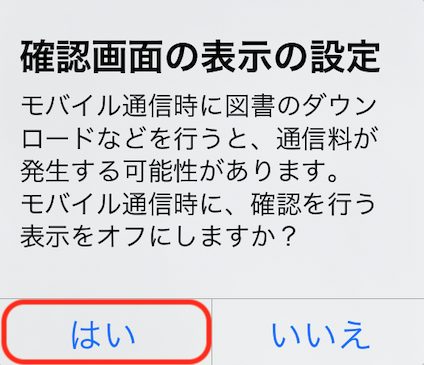 確認画面の表示の設定
モバイル通信時に図書のダウン
ロードなどを行うと、通信料が
発生する可能性があります。
モバイル通信時に、確認を行う
表示をオフにしますか？
はい
いいえ